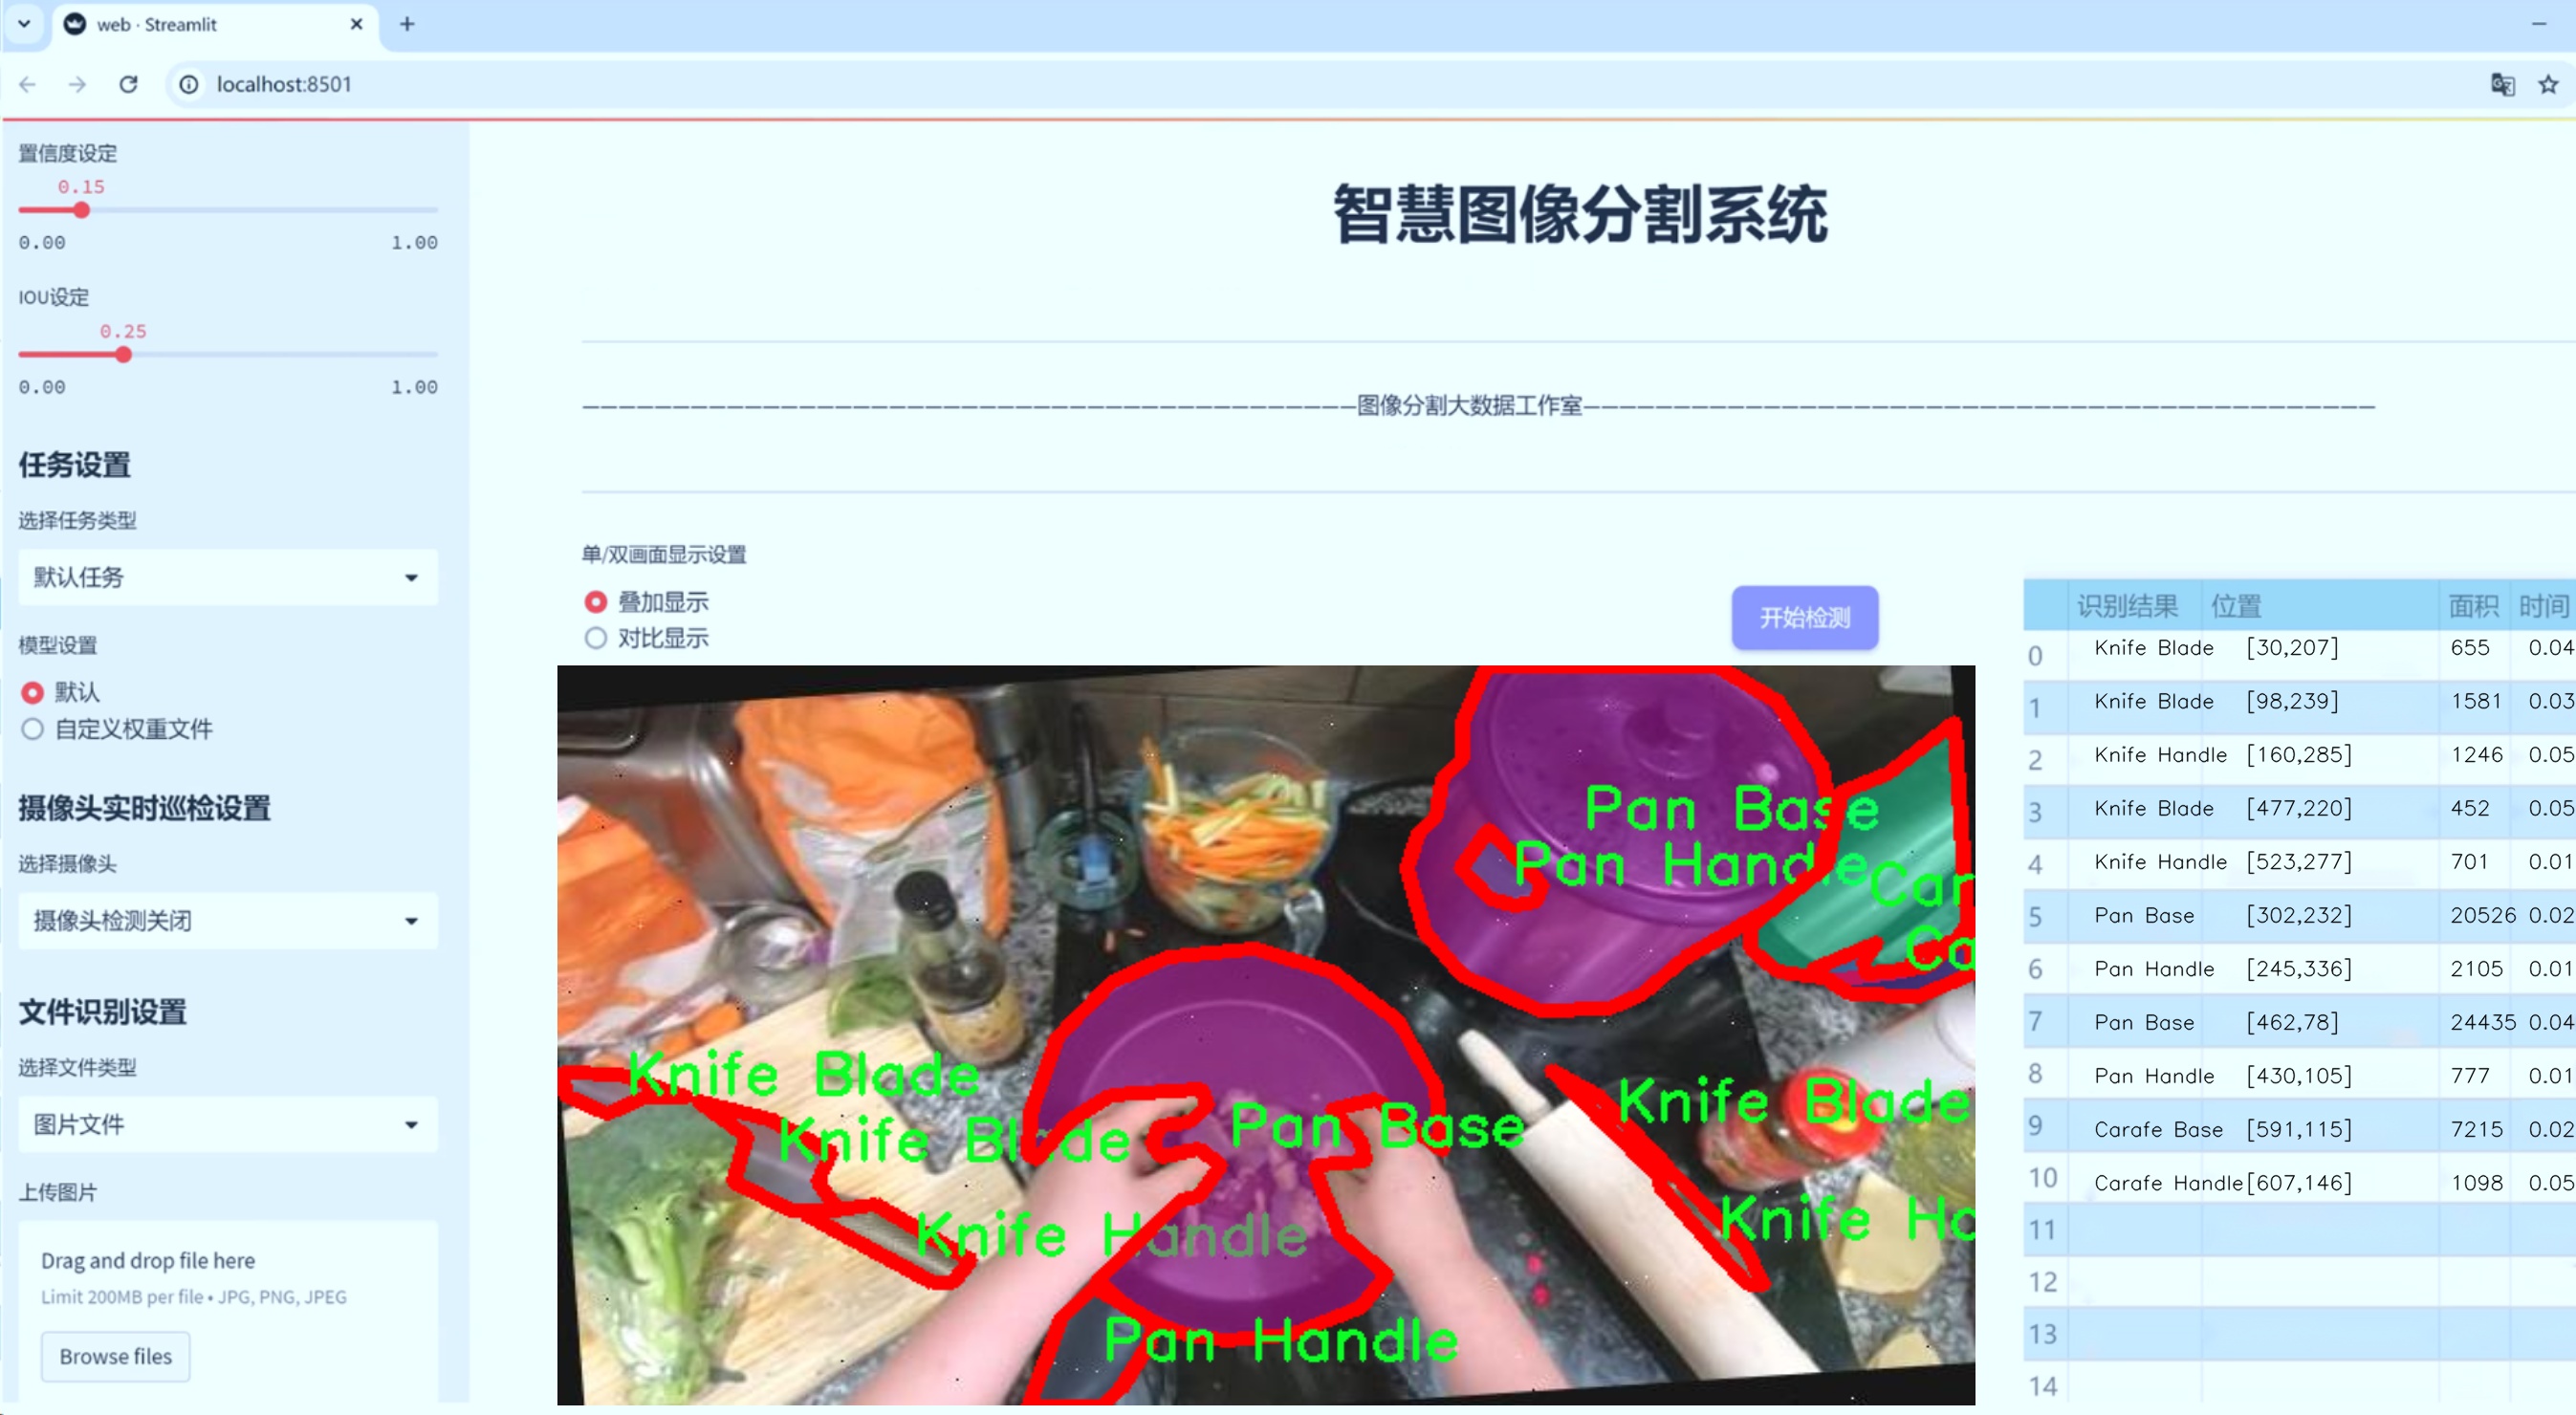 web · Streamlit
localhost:8501
置信度设定
0.15
0.00 1.00
IOU设定
0.25
0.00 1.00
任务设置
选择任务类型
默认任务
模型设置
默认
自定义权重文件
摄像头实时巡检设置
选择摄像头
摄像头检测关闭
文件识别设置
选择文件类型
图片文件
上传图片
Drag and drop file here
Limit 200MB per file • JPG, PNG, JPEG
Browse files
智慧图像分割系统
———————————————————————————————————————————图像分割大数据工作室————————————————————————————————————————————
单/双画面显示设置
叠加显示
对比显示
开始检测
Pan Base
Pan Handle
Car
Ca
Knife Blade
Knife Blade
Pan Base
Knife Blade
Knife Handle
Knife Ha
Pan Handle
识别结果 位置 面积 时间
0 Knife Blade [30,207] 655 0.04
1 Knife Blade [98,239] 1581 0.03
2 Knife Handle [160,285] 1246 0.05
3 Knife Blade [477,220] 452 0.05
4 Knife Handle [523,277] 701 0.01
5 Pan Base [302,232] 20526 0.02
6 Pan Handle [245,336] 2105 0.01
7 Pan Base [462,78] 24435 0.04
8 Pan Handle [430,105] 777 0.01
9 Carafe Base [591,115] 7215 0.02
10 Carafe Handle [607,146] 1098 0.05
11
12
13
14